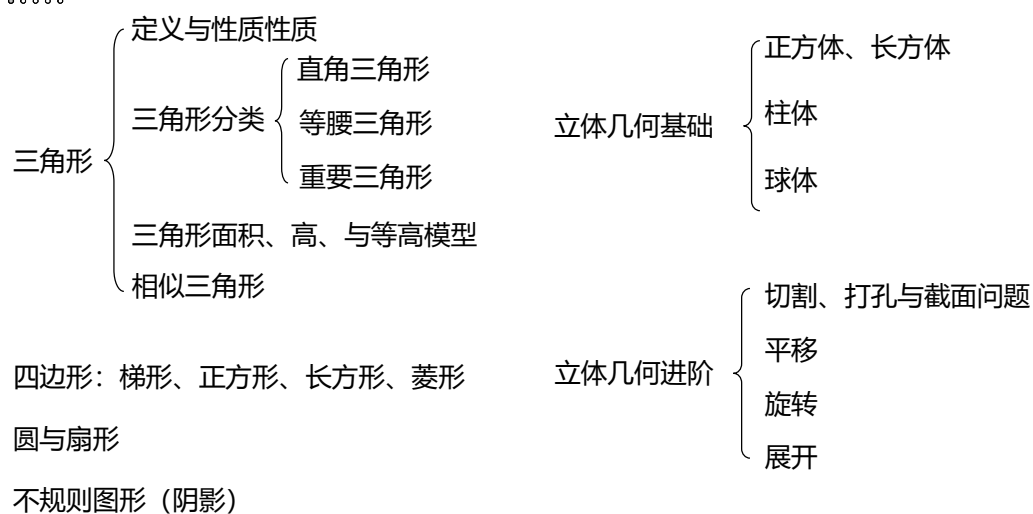 定义与性质性质
三角形分类
直角三角形
等腰三角形
重要三角形
三角形
三角形面积、高、与等高模型
相似三角形
四边形：梯形、正方形、长方形、菱形
圆与扇形
不规则图形（阴影）
立体几何基础
正方体、长方体
柱体
球体
立体几何进阶
切割、打孔与截面问题
平移
旋转
展开